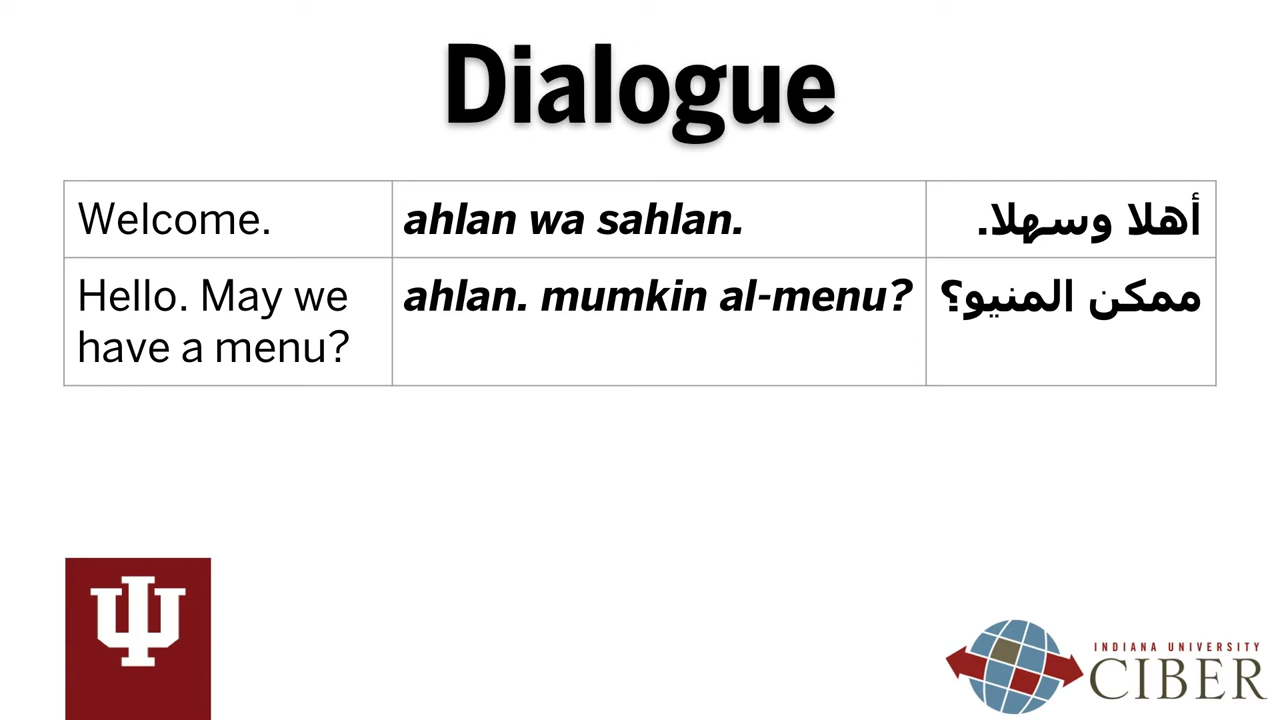 Dialogue
Welcome.
ahlan wa sahlan.
أهلا وسهلا.
Hello. May we
have a menu?
ahlan. mumkin al-menu?
ممكن المنيو؟
INDIANA UNIVERSITY
CIBER